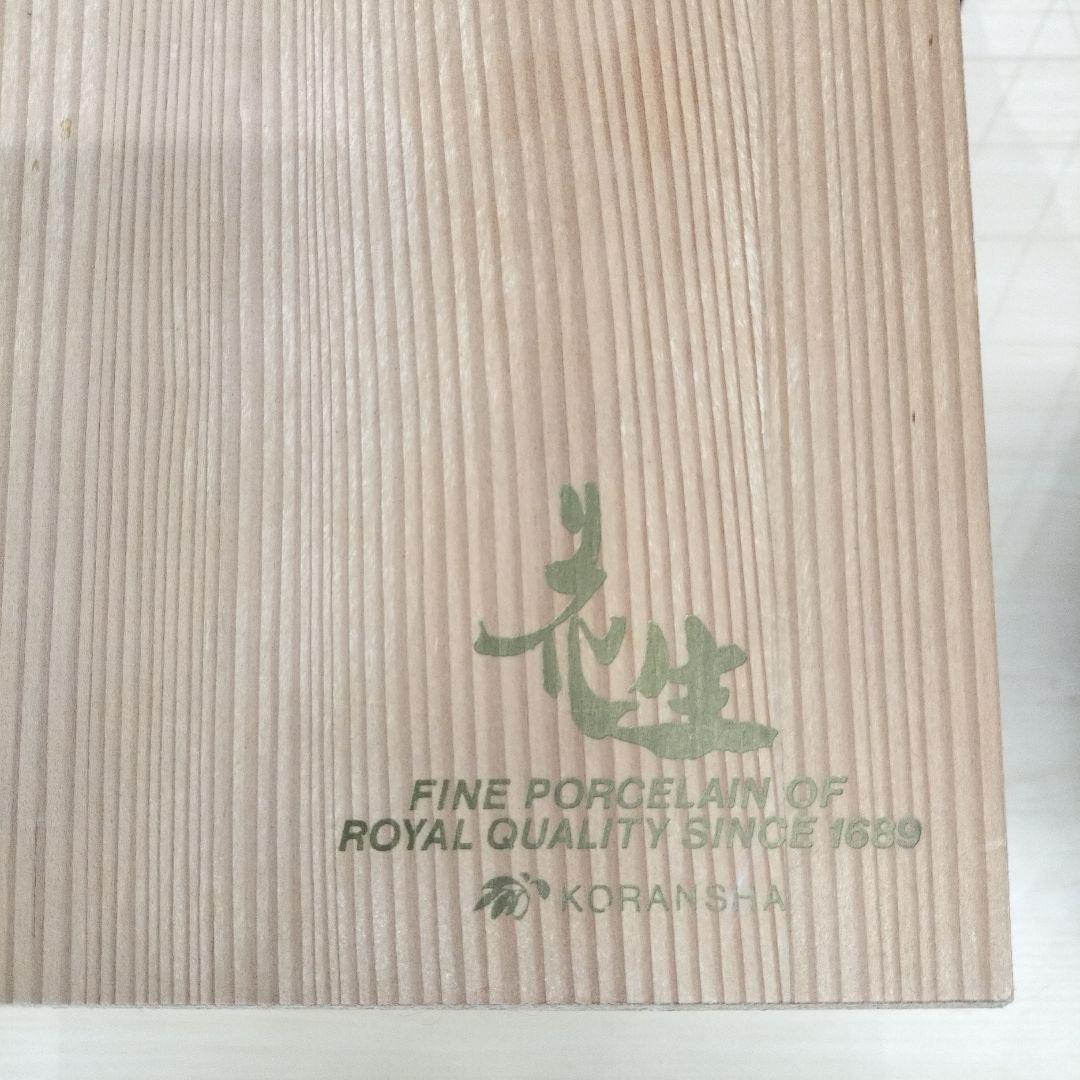 花生
FINE PORCELAIN OF
ROYAL QUALITY SINCE 1689
KORANSHA